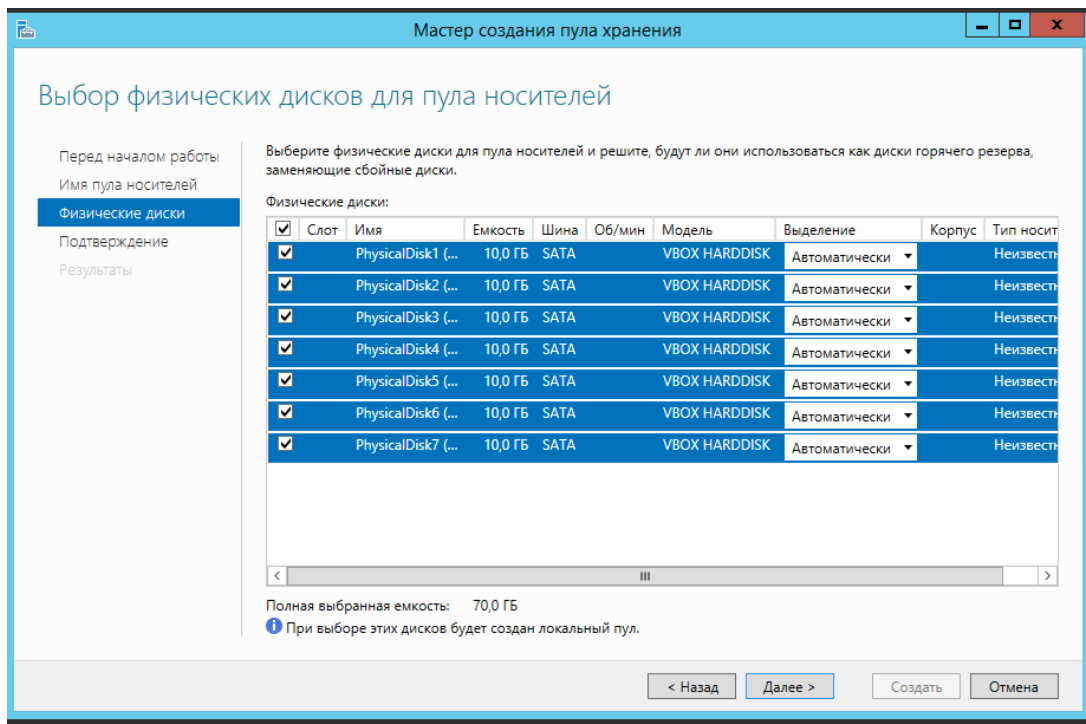 Мастер создания пула хранения
Выбор физических дисков для пула носителей
Перед началом работы
Имя пула носителей
Физические диски
Подтверждение
Результаты
Выберите физические диски для пула носителей и решите, будут ли они использоваться как диски горячего резерва,
заменяющие сбойные диски.
Физические диски:
Слот Имя Емкость Шина Об/мин Модель Выделение Корпус Тип носит
PhysicalDisk1 (... 10,0 ГБ SATA VBOX HARDDISK Автоматически Неизвестн
PhysicalDisk2 (... 10,0 ГБ SATA VBOX HARDDISK Автоматически Неизвестн
PhysicalDisk3 (... 10,0 ГБ SATA VBOX HARDDISK Автоматически Неизвестн
PhysicalDisk4 (... 10,0 ГБ SATA VBOX HARDDISK Автоматически Неизвестн
PhysicalDisk5 (... 10,0 ГБ SATA VBOX HARDDISK Автоматически Неизвестн
PhysicalDisk6 (... 10,0 ГБ SATA VBOX HARDDISK Автоматически Неизвестн
PhysicalDisk7 (... 10,0 ГБ SATA VBOX HARDDISK Автоматически Неизвестн
Полная выбранная емкость: 70,0 ГБ
При выборе этих дисков будет создан локальный пул.
< Назад Далее > Создать Отмена